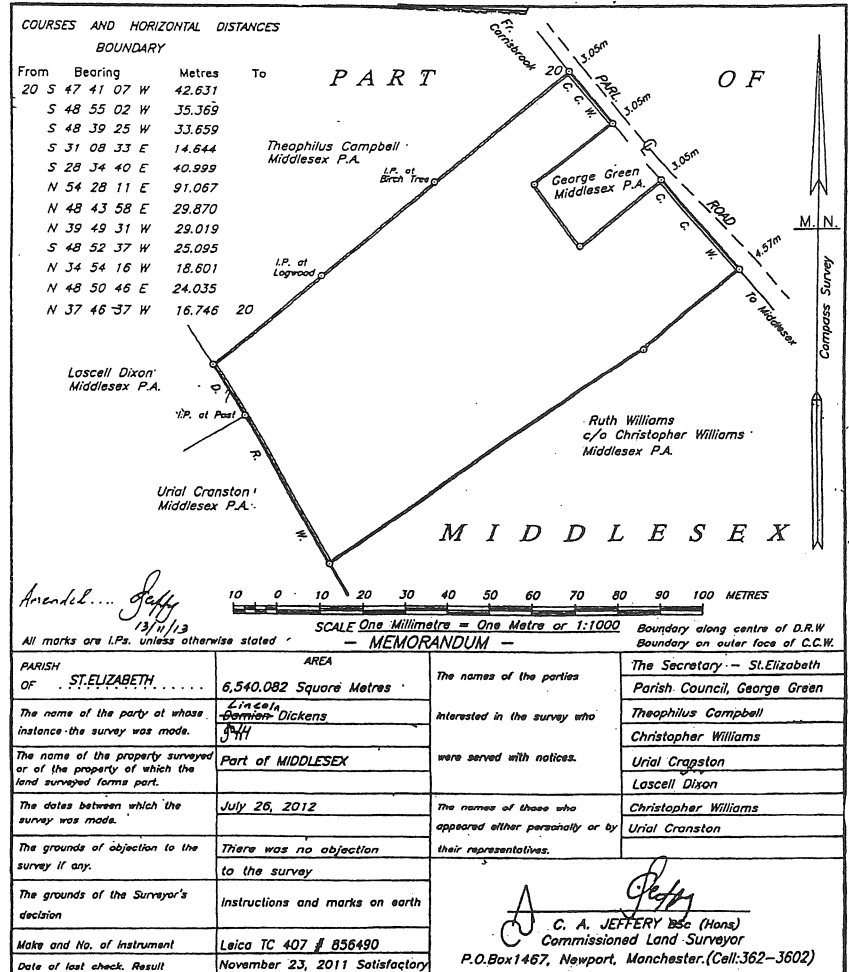 COURSES AND HORIZONTAL DISTANCES
BOUNDARY
From Bearing Metres To
20 S 47 41 07 W 42.631
S 48 55 02 W 35.369
S 48 39 25 W 33.659
S 31 08 33 E 14.644
S 28 34 40 E 40.999
N 54 28 11 E 91.067
N 48 43 58 E 29.870
N 39 49 31 W 29.019
S 48 52 37 W 25.095
N 34 54 16 W 18.601
N 48 50 46 E 24.035
N 37 46 37 W 16.746 20
PART OF
Fr. Carrisbrook
20
3.05m
PARL.
C. C. W.
3.05m
3.05m
ROAD
C. C. W.
4.57m
To Middlesex
Theophilus Campbell
Middlesex P.A.
I.P. at
Birch Tree
George Green
Middlesex P.A.
I.P. at
Logwood
M. N.
Compass Survey
Lascell Dixon
Middlesex P.A.
D.
I.P. at Post
R.
W.
Ruth Williams
c/o Christopher Williams
Middlesex P.A.
Urial Cranston
Middlesex P.A.
MIDDLESEX
Amended.... Jeffy
13/11/13
10 0 10 20 30 40 50 60 70 80 90 100 METRES
SCALE One Millimetre = One Metre or 1:1000
Boundary along centre of D.R.W
Boundary on outer face of C.C.W.
All marks are I.Ps. unless otherwise stated
— MEMORANDUM —
PARISH
OF ..ST.ELIZABETH............
AREA
6,540.082 Square Metres
The name of the party at whose
instance the survey was made.
Lincoln
Damian Dickens
The name of the property surveyed
or of the property of which the
land surveyed forms part.
Part of MIDDLESEX
The dates between which the
survey was made.
July 26, 2012
The grounds of objection to the
survey if any.
There was no objection
to the survey
The grounds of the Surveyor's
decision
Instructions and marks on earth
Make and No. of Instrument
Leica TC 407 # 856490
Date of last check. Result
November 23, 2011 Satisfactory
The names of the parties
interested in the survey who
were served with notices.
The Secretary - St.Elizabeth
Parish Council, George Green
Theophilus Campbell
Christopher Williams
Urial Cranston
Lascell Dixon
The names of those who
appeared either personally or by
their representatives.
Christopher Williams
Urial Cranston
C. A. JEFFERY BSc (Hons)
Commissioned Land Surveyor
P.O.Box1467, Newport, Manchester.(Cell:362-3602)